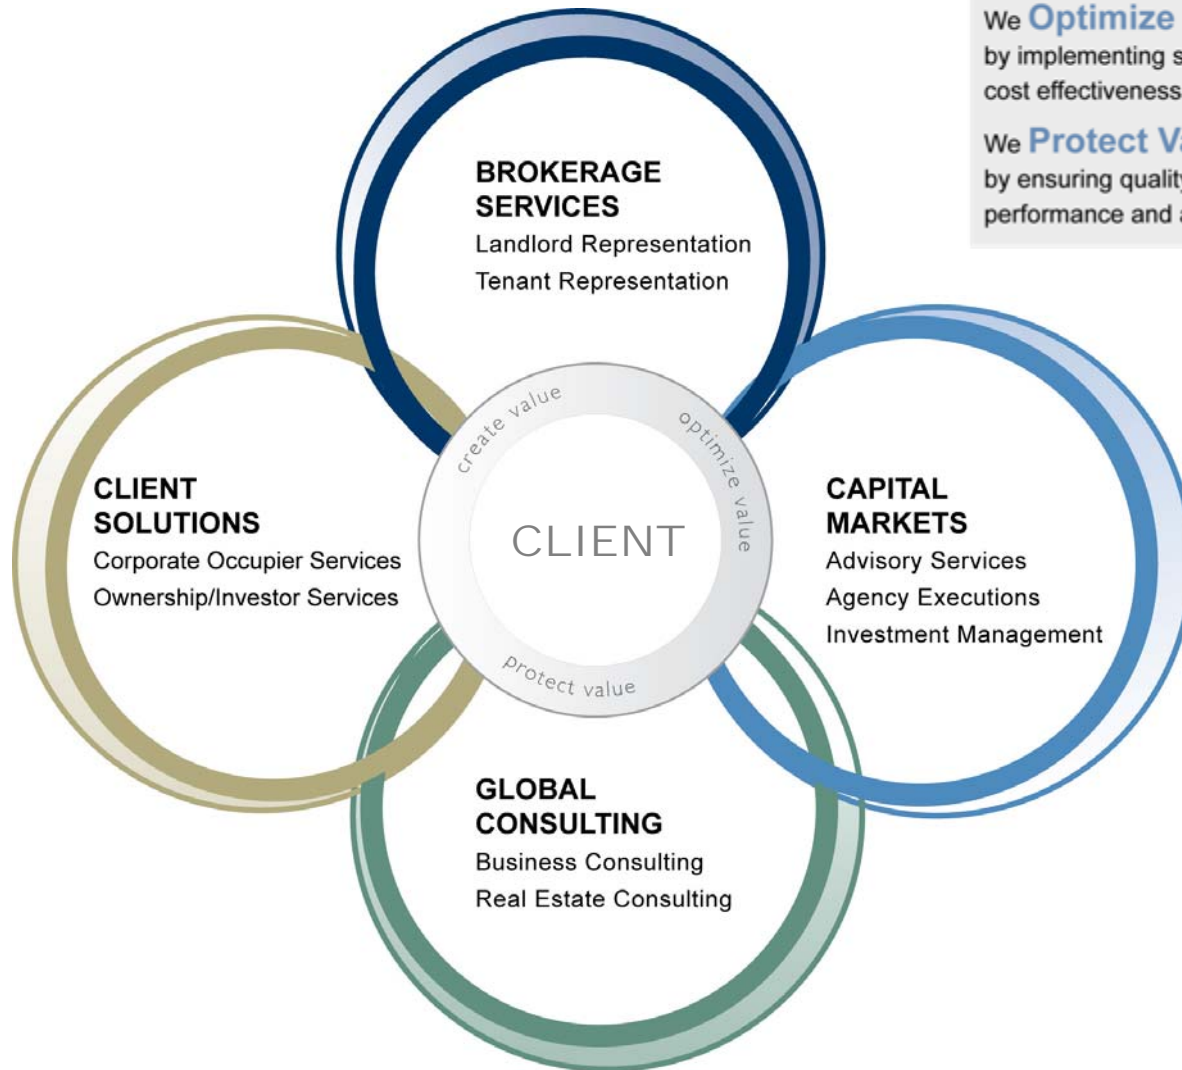 We Optimize
by implementing
cost effectiveness
We Protect
by ensuring quality
performance and
BROKERAGE
SERVICES
Landlord Representation
Tenant Representation
CLIENT
SOLUTIONS
Corporate Occupier Services
Ownership/Investor Services
create value
optimize value
CLIENT
protect value
CAPITAL
MARKETS
Advisory Services
Agency Executions
Investment Management
GLOBAL
CONSULTING
Business Consulting
Real Estate Consulting